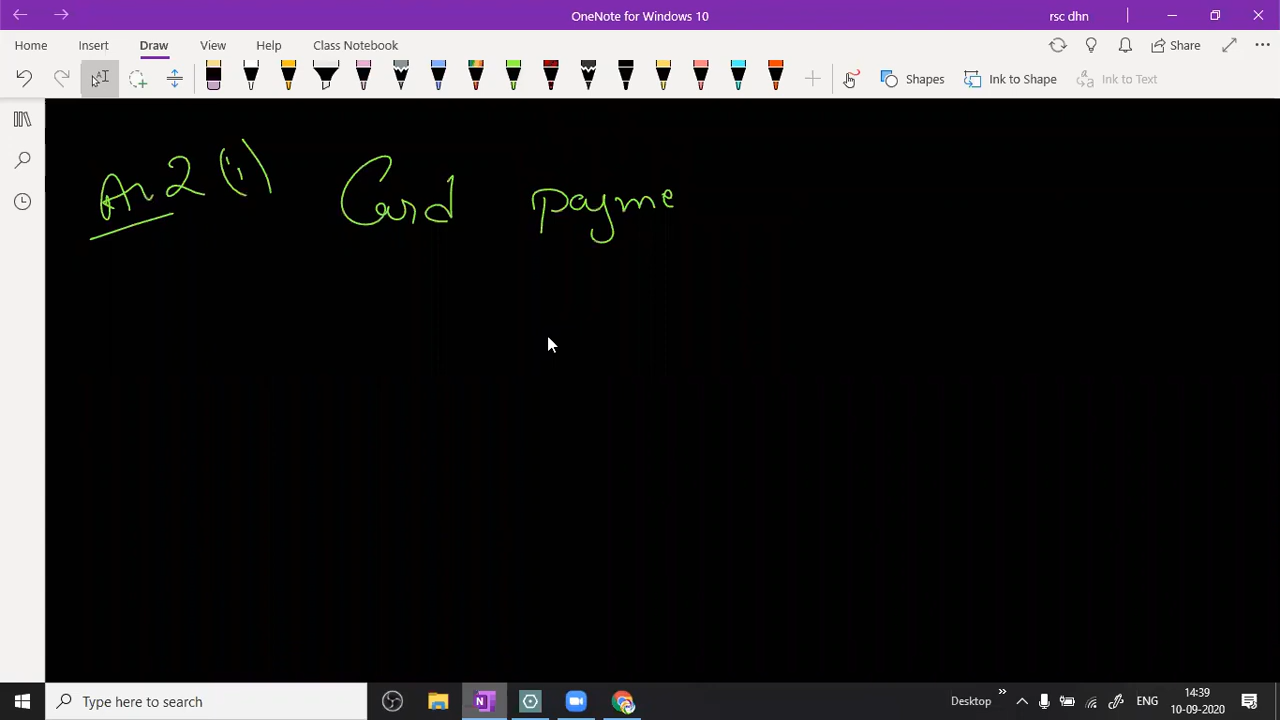 OneNote for Windows 10
rsc dhn
Home Insert Draw View Help Class Notebook
Share
Shapes
Ink to Shape
Ink to Text
2 (i) Card payme
Type here to search
Desktop
ENG
14:39
10-09-2020